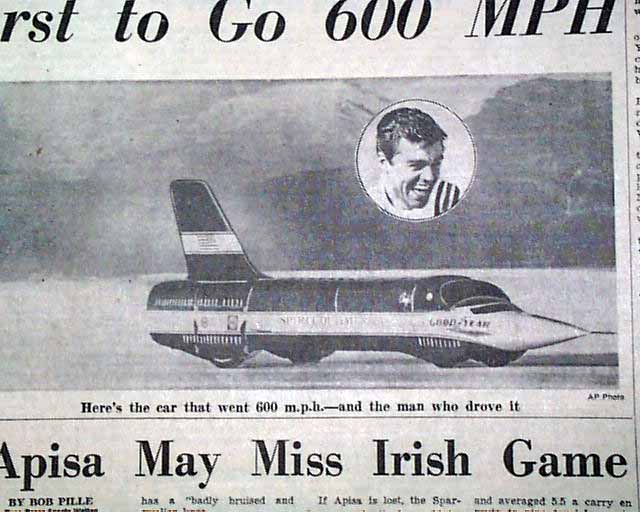 rst to Go 600 MPH
GOOD YEAR
AP Photo
Here's the car that went 600 m.p.h.—and the man who drove it
Apisa May Miss Irish Game
BY BOB PILLE
has a "badly bruised and
If Apisa is lost, the Spar-
and averaged 5.5 a carry en